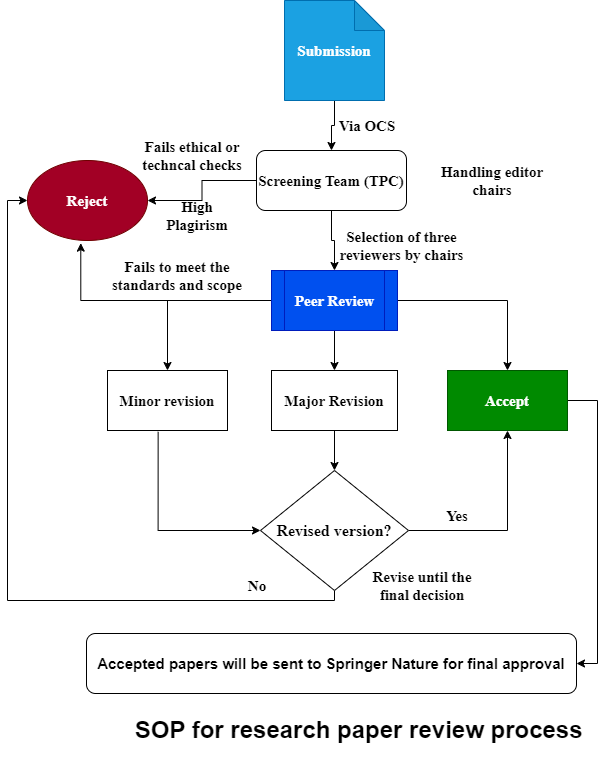 Submission
Via OCS
Fails ethical or
techncal checks
Screening Team (TPC)
Handling editor
chairs
Reject
High
Plagirism
Selection of three
reviewers by chairs
Fails to meet the
standards and scope
Peer Review
Minor revision
Major Revision
Accept
Revised version?
Yes
No
Revise until the
final decision
Accepted papers will be sent to Springer Nature for final approval
SOP for research paper review process